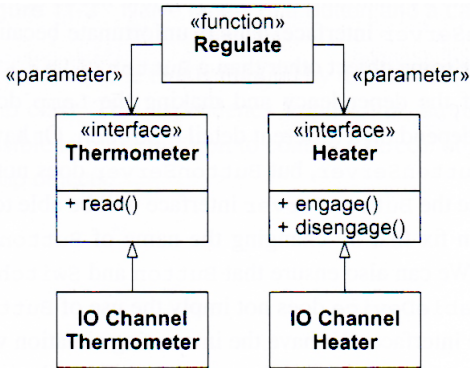 «function»
Regulate
«parameter»
«parameter»
«interface»
Thermometer
+ read()
«interface»
Heater
+ engage()
+ disengage()
IO Channel
Thermometer
IO Channel
Heater